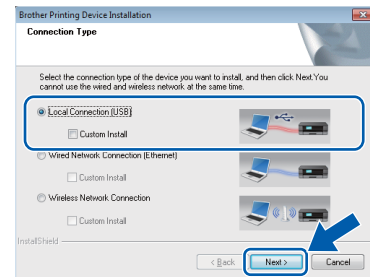 Brother Printing Device Installation
Connection Type
Select the connection type of the device you want to install, and then click Next.You
cannot use the wired and wireless network at the same time.
Local Connection (USB)
Custom Install
Wired Network Connection (Ethernet)
Custom Install
Wireless Network Connection
Custom Install
InstallShield
< Back
Next >
Cancel